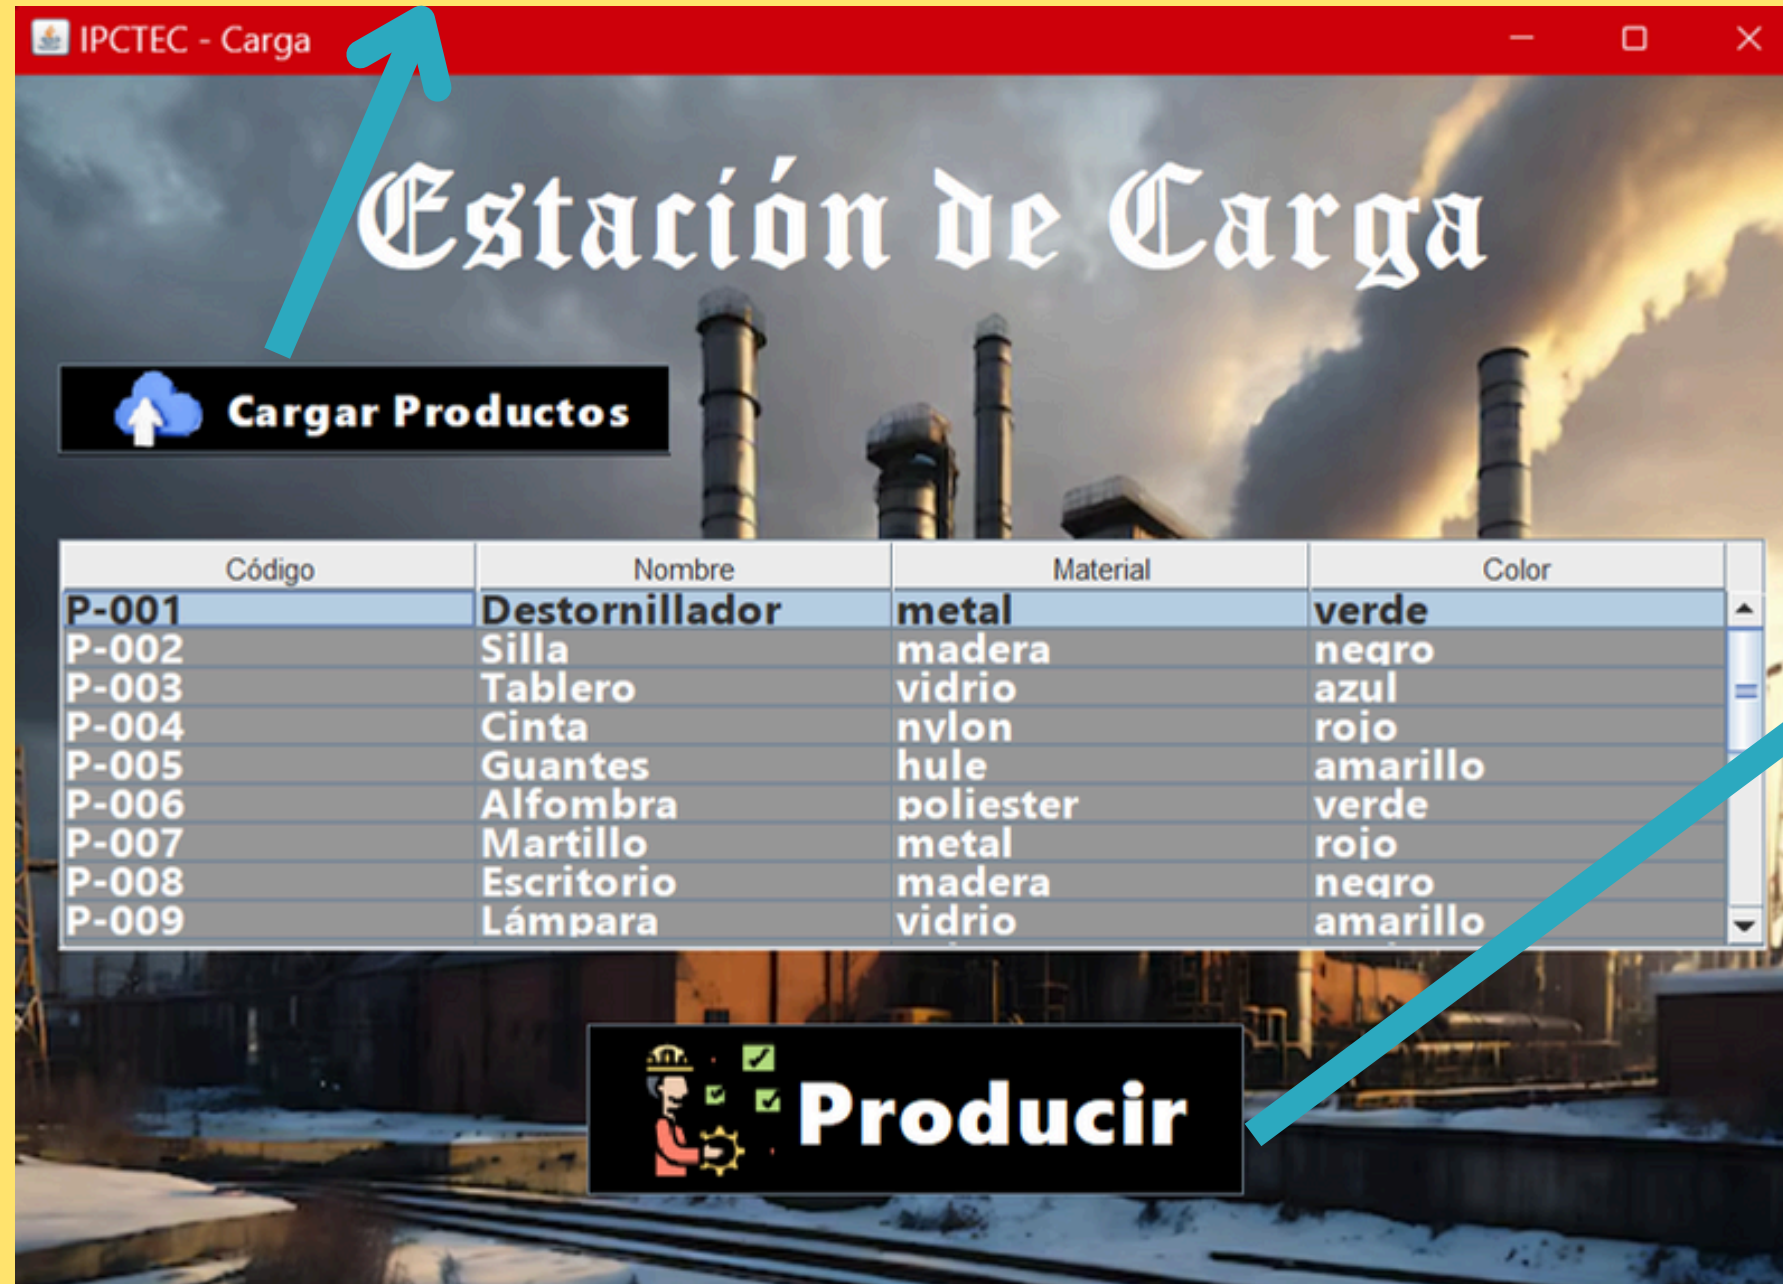 IPCTEC - Carga
Estación de Carga
Cargar Productos
Código Nombre Material Color
P-001 Destornillador metal verde
P-002 Silla madera negro
P-003 Tablero vidrio azul
P-004 Cinta nylon rojo
P-005 Guantes hule amarillo
P-006 Alfombra poliester verde
P-007 Martillo metal rojo
P-008 Escritorio madera negro
P-009 Lámpara vidrio amarillo
Producir